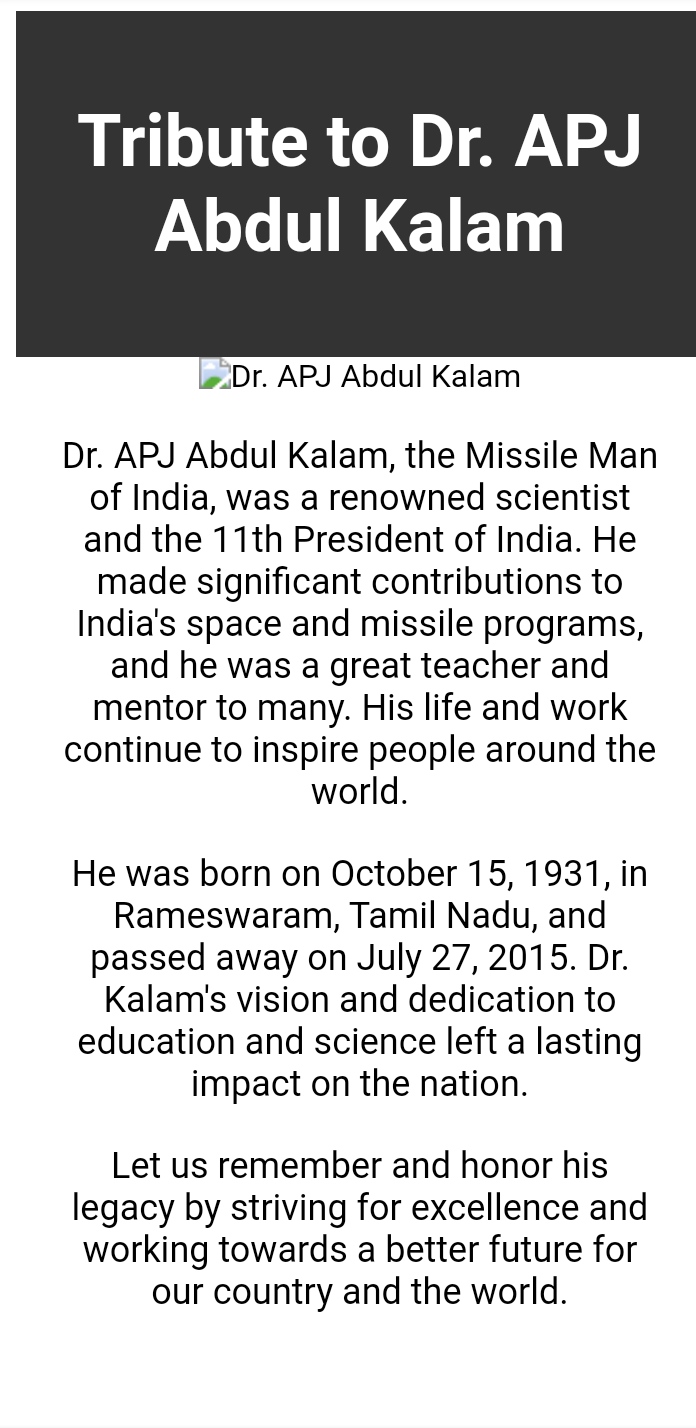 Tribute to Dr. APJ
Abdul Kalam
Dr. APJ Abdul Kalam
Dr. APJ Abdul Kalam, the Missile Man
of India, was a renowned scientist
and the 11th President of India. He
made significant contributions to
India's space and missile programs,
and he was a great teacher and
mentor to many. His life and work
continue to inspire people around the
world.
He was born on October 15, 1931, in
Rameswaram, Tamil Nadu, and
passed away on July 27, 2015. Dr.
Kalam's vision and dedication to
education and science left a lasting
impact on the nation.
Let us remember and honor his
legacy by striving for excellence and
working towards a better future for
our country and the world.